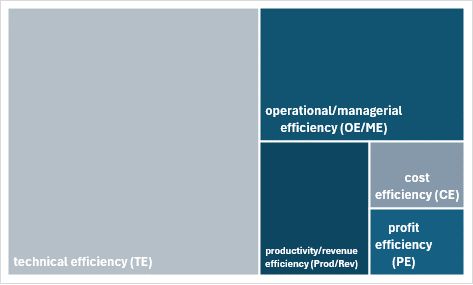 operational/managerial
efficiency (OE/ME)
cost
efficiency (CE)
technical efficiency (TE)
productivity/revenue
efficiency (Prod/Rev)
profit
efficiency
(PE)